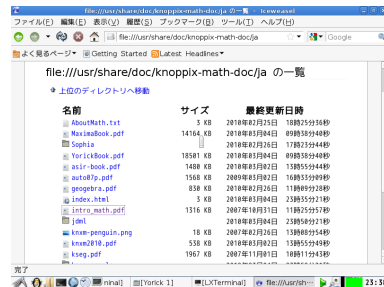 file:///usr/share/doc/knoppix-math-doc/ja の一覧 - Iceweasel
ファイル(F) 編集(E) 表示(V) 履歴(S) ブックマーク(B) ツール(T) ヘルプ(H)
file:///usr/share/doc/knoppix-math-doc/ja Google
よく見るページ Getting Started Latest Headlines
file:///usr/share/doc/knoppix-math-doc/ja の一覧
上位のディレクトリへ移動
名前 サイズ 最終更新日時
AboutMath.txt 3 KB 2010年02月25日 18時25分36秒
MaximaBook.pdf 14164 KB 2010年03月04日 09時38分40秒
Sophia 2010年02月26日 17時23分44秒
YorickBook.pdf 18501 KB 2010年03月04日 09時38分40秒
asir-book.pdf 1480 KB 2010年03月02日 13時55分44秒
auto07p.pdf 1568 KB 2009年03月02日 16時33分09秒
geogebra.pdf 830 KB 2010年02月26日 11時09分28秒
index.html 3 KB 2010年03月04日 23時35分21秒
intro_math.pdf 1316 KB 2007年10月31日 11時25分57秒
jdml 2010年03月04日 23時50分21秒
knxm-penguin.png 18 KB 2007年02月26日 13時08分49秒
knxm2010.pdf 538 KB 2010年03月02日 13時55分44秒
kseg.pdf 1967 KB 2007年11月01日 10時11分43秒
完了
minal] [Yorick 1] [LXTerminal] file:///usr/sh… 23:5